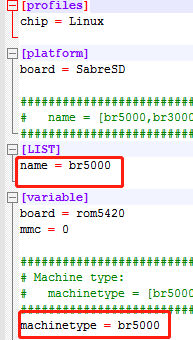 [profiles]
chip = Linux
[platform]
board = SabreSD
####################
#   name = [br5000,br3000
####################
[LIST]
name = br5000
[variable]
board = rom5420
mmc = 0
####################
# Machine type:
#   machinetype = [br500
####################
machinetype = br5000